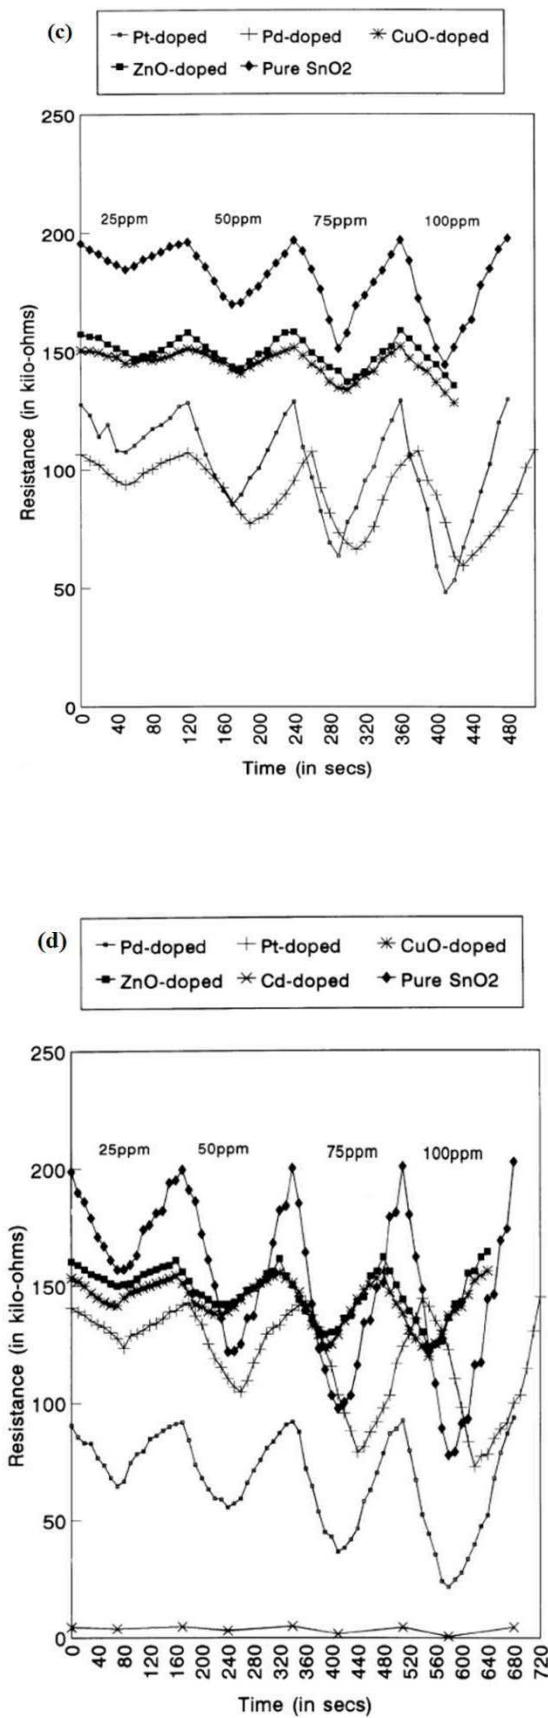 (c)
Pt-doped Pd-doped CuO-doped
ZnO-doped Pure SnO2
250
200
150
100
50
0
25ppm 50ppm 75ppm 100ppm
Resistance (in kilo-ohms)
0 40 80 120 160 200 240 280 320 360 400 440 480
Time (in secs)
(d)
Pd-doped Pt-doped CuO-doped
ZnO-doped Cd-doped Pure SnO2
250
200
150
100
50
0
25ppm 50ppm 75ppm 100ppm
Resistance (in kilo-ohms)
0 40 80 120 160 200 240 280 320 360 400 440 480 520 560 600 640 680 720
Time (in secs)